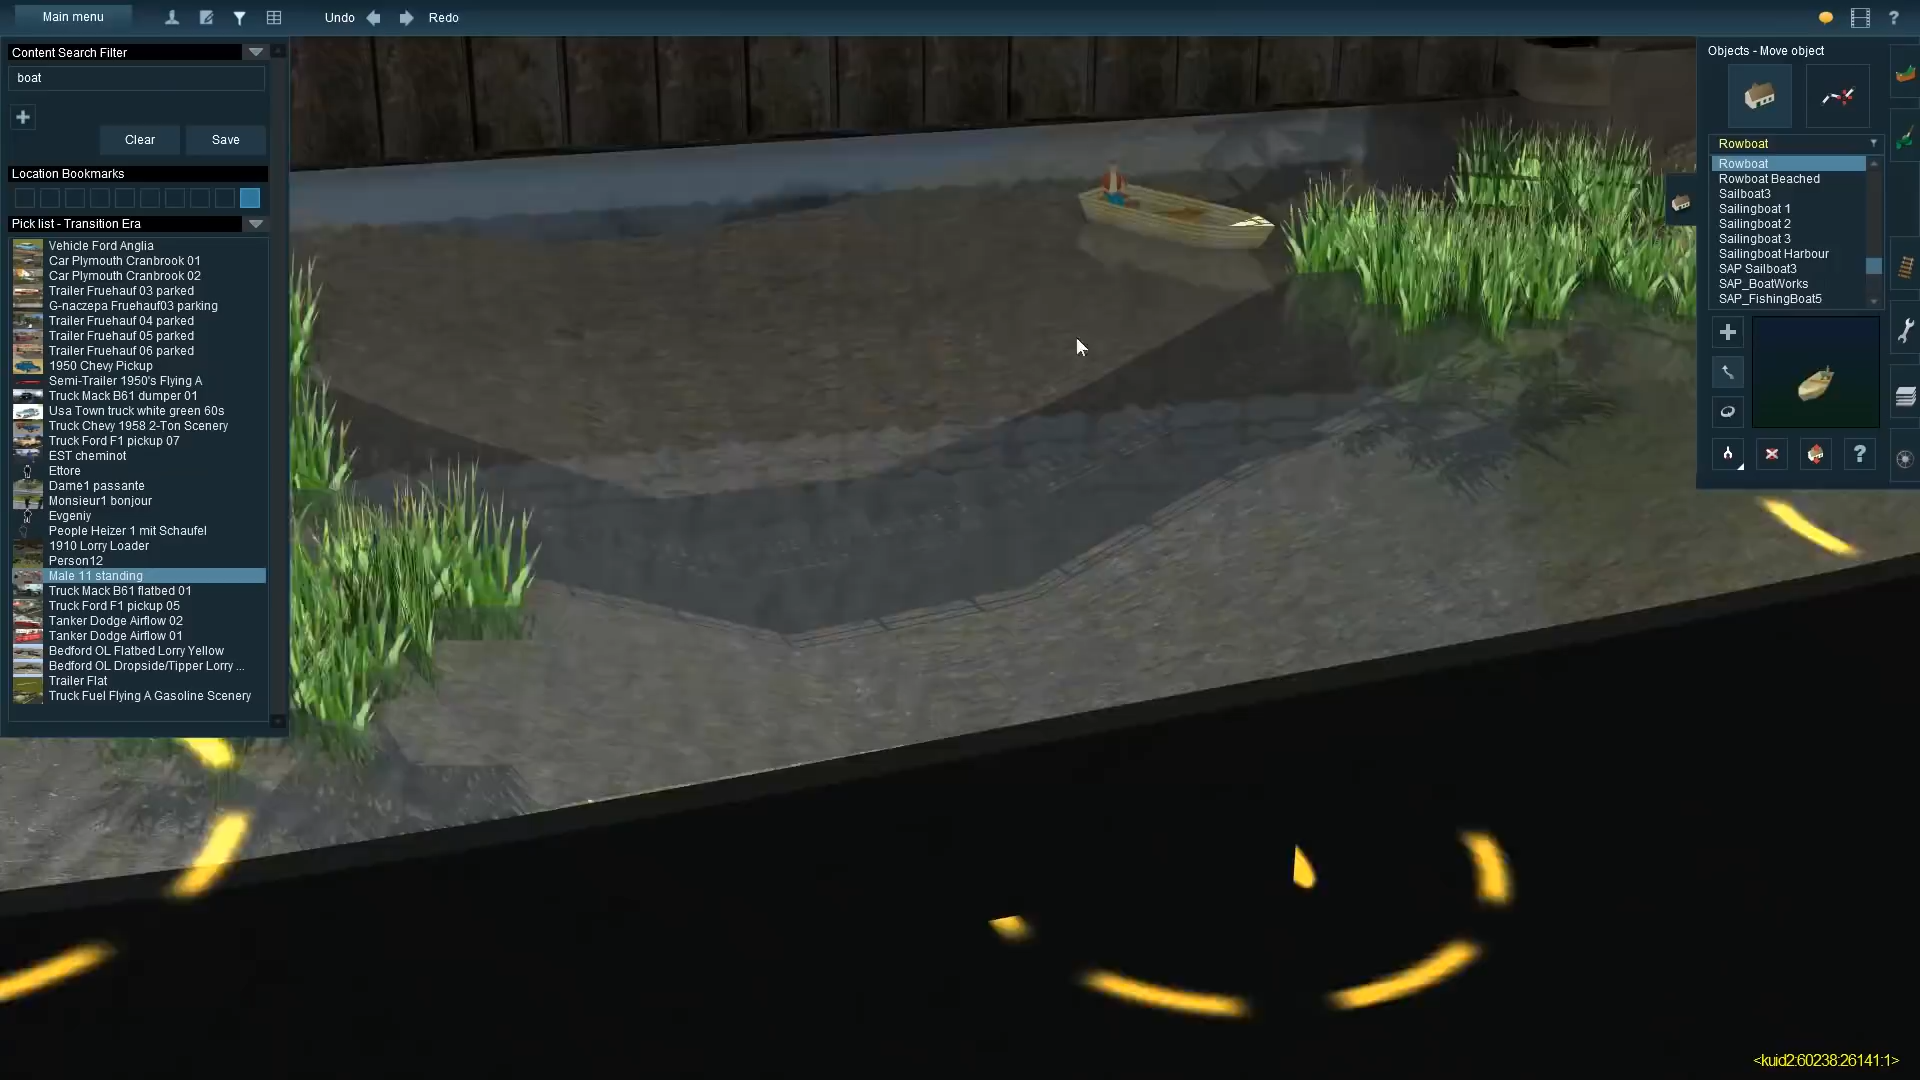 Main menu
Undo
Redo
?
Content Search Filter
boat
Clear
Save
Location Bookmarks
Pick list - Transition Era
Vehicle Ford Anglia
Car Plymouth Cranbrook 01
Car Plymouth Cranbrook 02
Trailer Fruehauf 03 parked
G-naczepa Fruehauf03 parking
Trailer Fruehauf 04 parked
Trailer Fruehauf 05 parked
Trailer Fruehauf 06 parked
1950 Chevy Pickup
Semi-Trailer 1950's Flying A
Truck Mack B61 dumper 01
Usa Town truck white green 60s
Truck Chevy 1958 2-Ton Scenery
Truck Ford F1 pickup 07
EST cheminot
Ettore
Dame1 passante
Monsieur1 bonjour
Evgeniy
People Heizer 1 mit Schaufel
1910 Lorry Loader
Person12
Male 11 standing
Truck Mack B61 flatbed 01
Truck Ford F1 pickup 05
Tanker Dodge Airflow 02
Tanker Dodge Airflow 01
Bedford OL Flatbed Lorry Yellow
Bedford OL Dropside/Tipper Lorry ...
Trailer Flat
Truck Fuel Flying A Gasoline Scenery
Objects - Move object
Rowboat
Rowboat
Rowboat Beached
Sailboat3
Sailingboat 1
Sailingboat 2
Sailingboat 3
Sailingboat Harbour
SAP Sailboat3
SAP_BoatWorks
SAP_FishingBoat5
?
<kuid2:60238:26141:1>